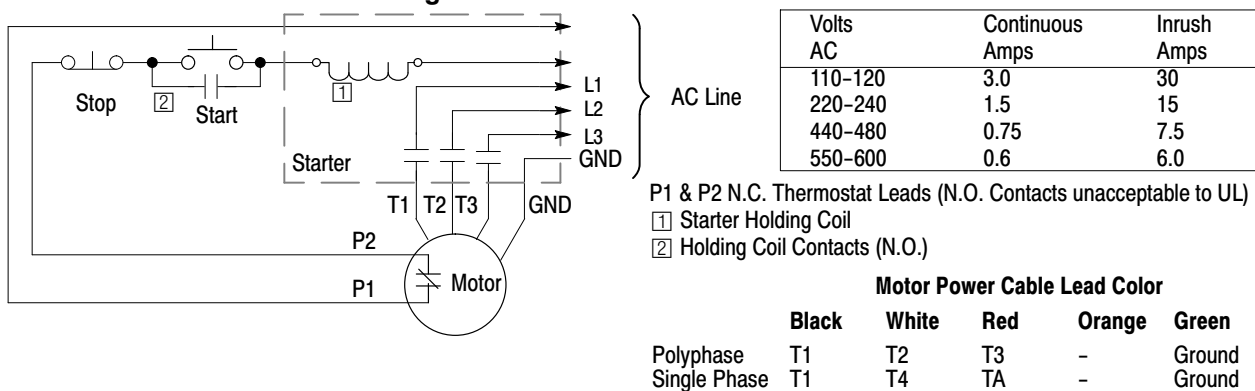 Stop
2
Start
1
Starter
L1
L2
L3
GND
AC Line
T1 T2 T3 GND
P2
P1
Motor
Volts AC Continuous Amps Inrush Amps
110-120 3.0 30
220-240 1.5 15
440-480 0.75 7.5
550-600 0.6 6.0
P1 & P2 N.C. Thermostat Leads (N.O. Contacts unacceptable to UL)
1 Starter Holding Coil
2 Holding Coil Contacts (N.O.)
Motor Power Cable Lead Color
Black White Red Orange Green
Polyphase T1 T2 T3 - Ground
Single Phase T1 T4 TA - Ground